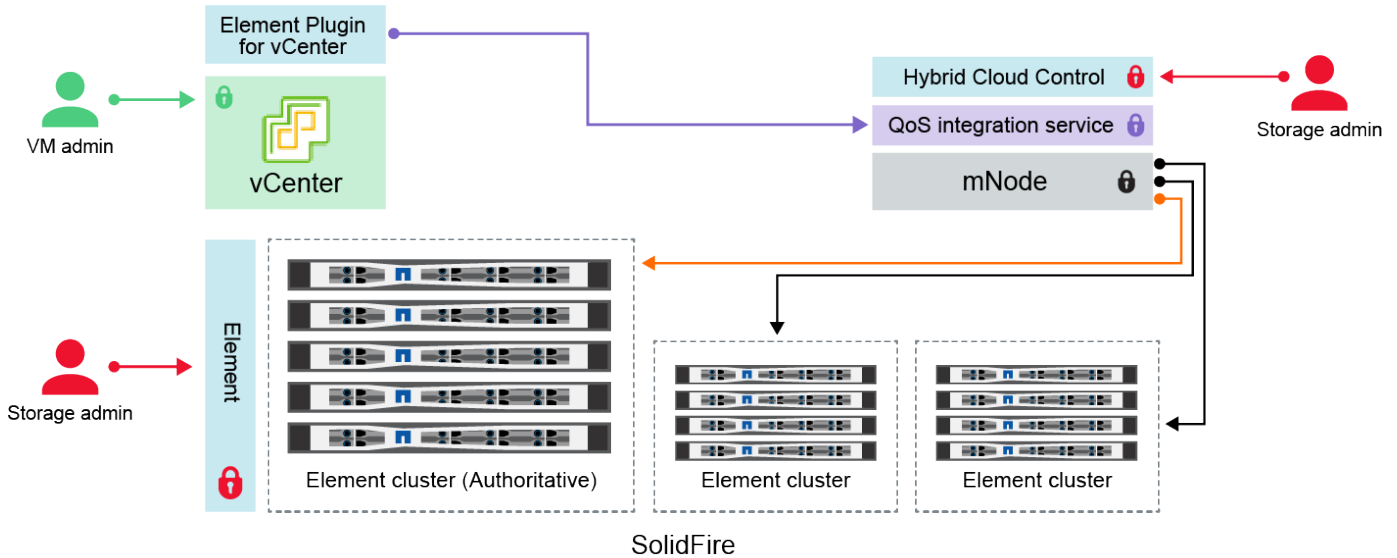 Element Plugin
for vCenter
VM admin
vCenter
Hybrid Cloud Control
QoS integration service
mNode
Storage admin
Element
Storage admin
Element cluster (Authoritative)
Element cluster
Element cluster
SolidFire